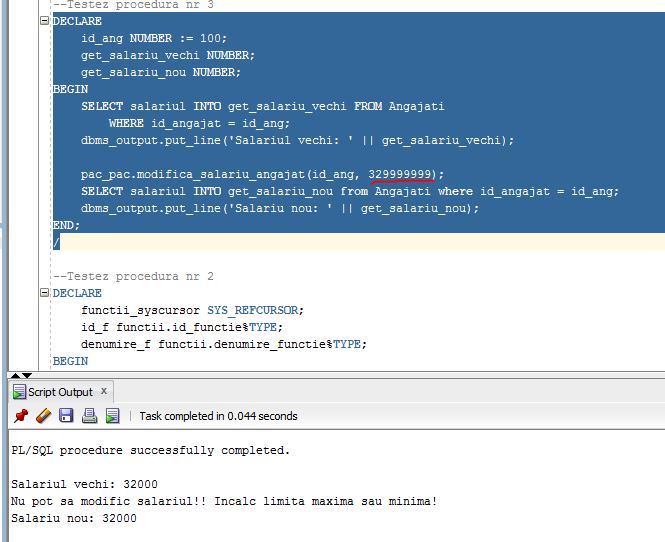 --Testez procedura nr 3
DECLARE
id_ang NUMBER := 100;
get_salariu_vechi NUMBER;
get_salariu_nou NUMBER;
BEGIN
SELECT salariul INTO get_salariu_vechi FROM Angajati
WHERE id_angajat = id_ang;
dbms_output.put_line('Salariul vechi: ' || get_salariu_vechi);
pac_pac.modifica_salariu_angajat(id_ang, 329999999);
SELECT salariul INTO get_salariu_nou from Angajati where id_angajat = id_ang;
dbms_output.put_line('Salariu nou: ' || get_salariu_nou);
END;
/
--Testez procedura nr 2
DECLARE
functii_syscursor SYS_REFCURSOR;
id_f functii.id_functie%TYPE;
denumire_f functii.denumire_functie%TYPE;
BEGIN
Script Output x
Task completed in 0.044 seconds
PL/SQL procedure successfully completed.
Salariul vechi: 32000
Nu pot sa modific salariul!! Incalc limita maxima sau minima!
Salariu nou: 32000